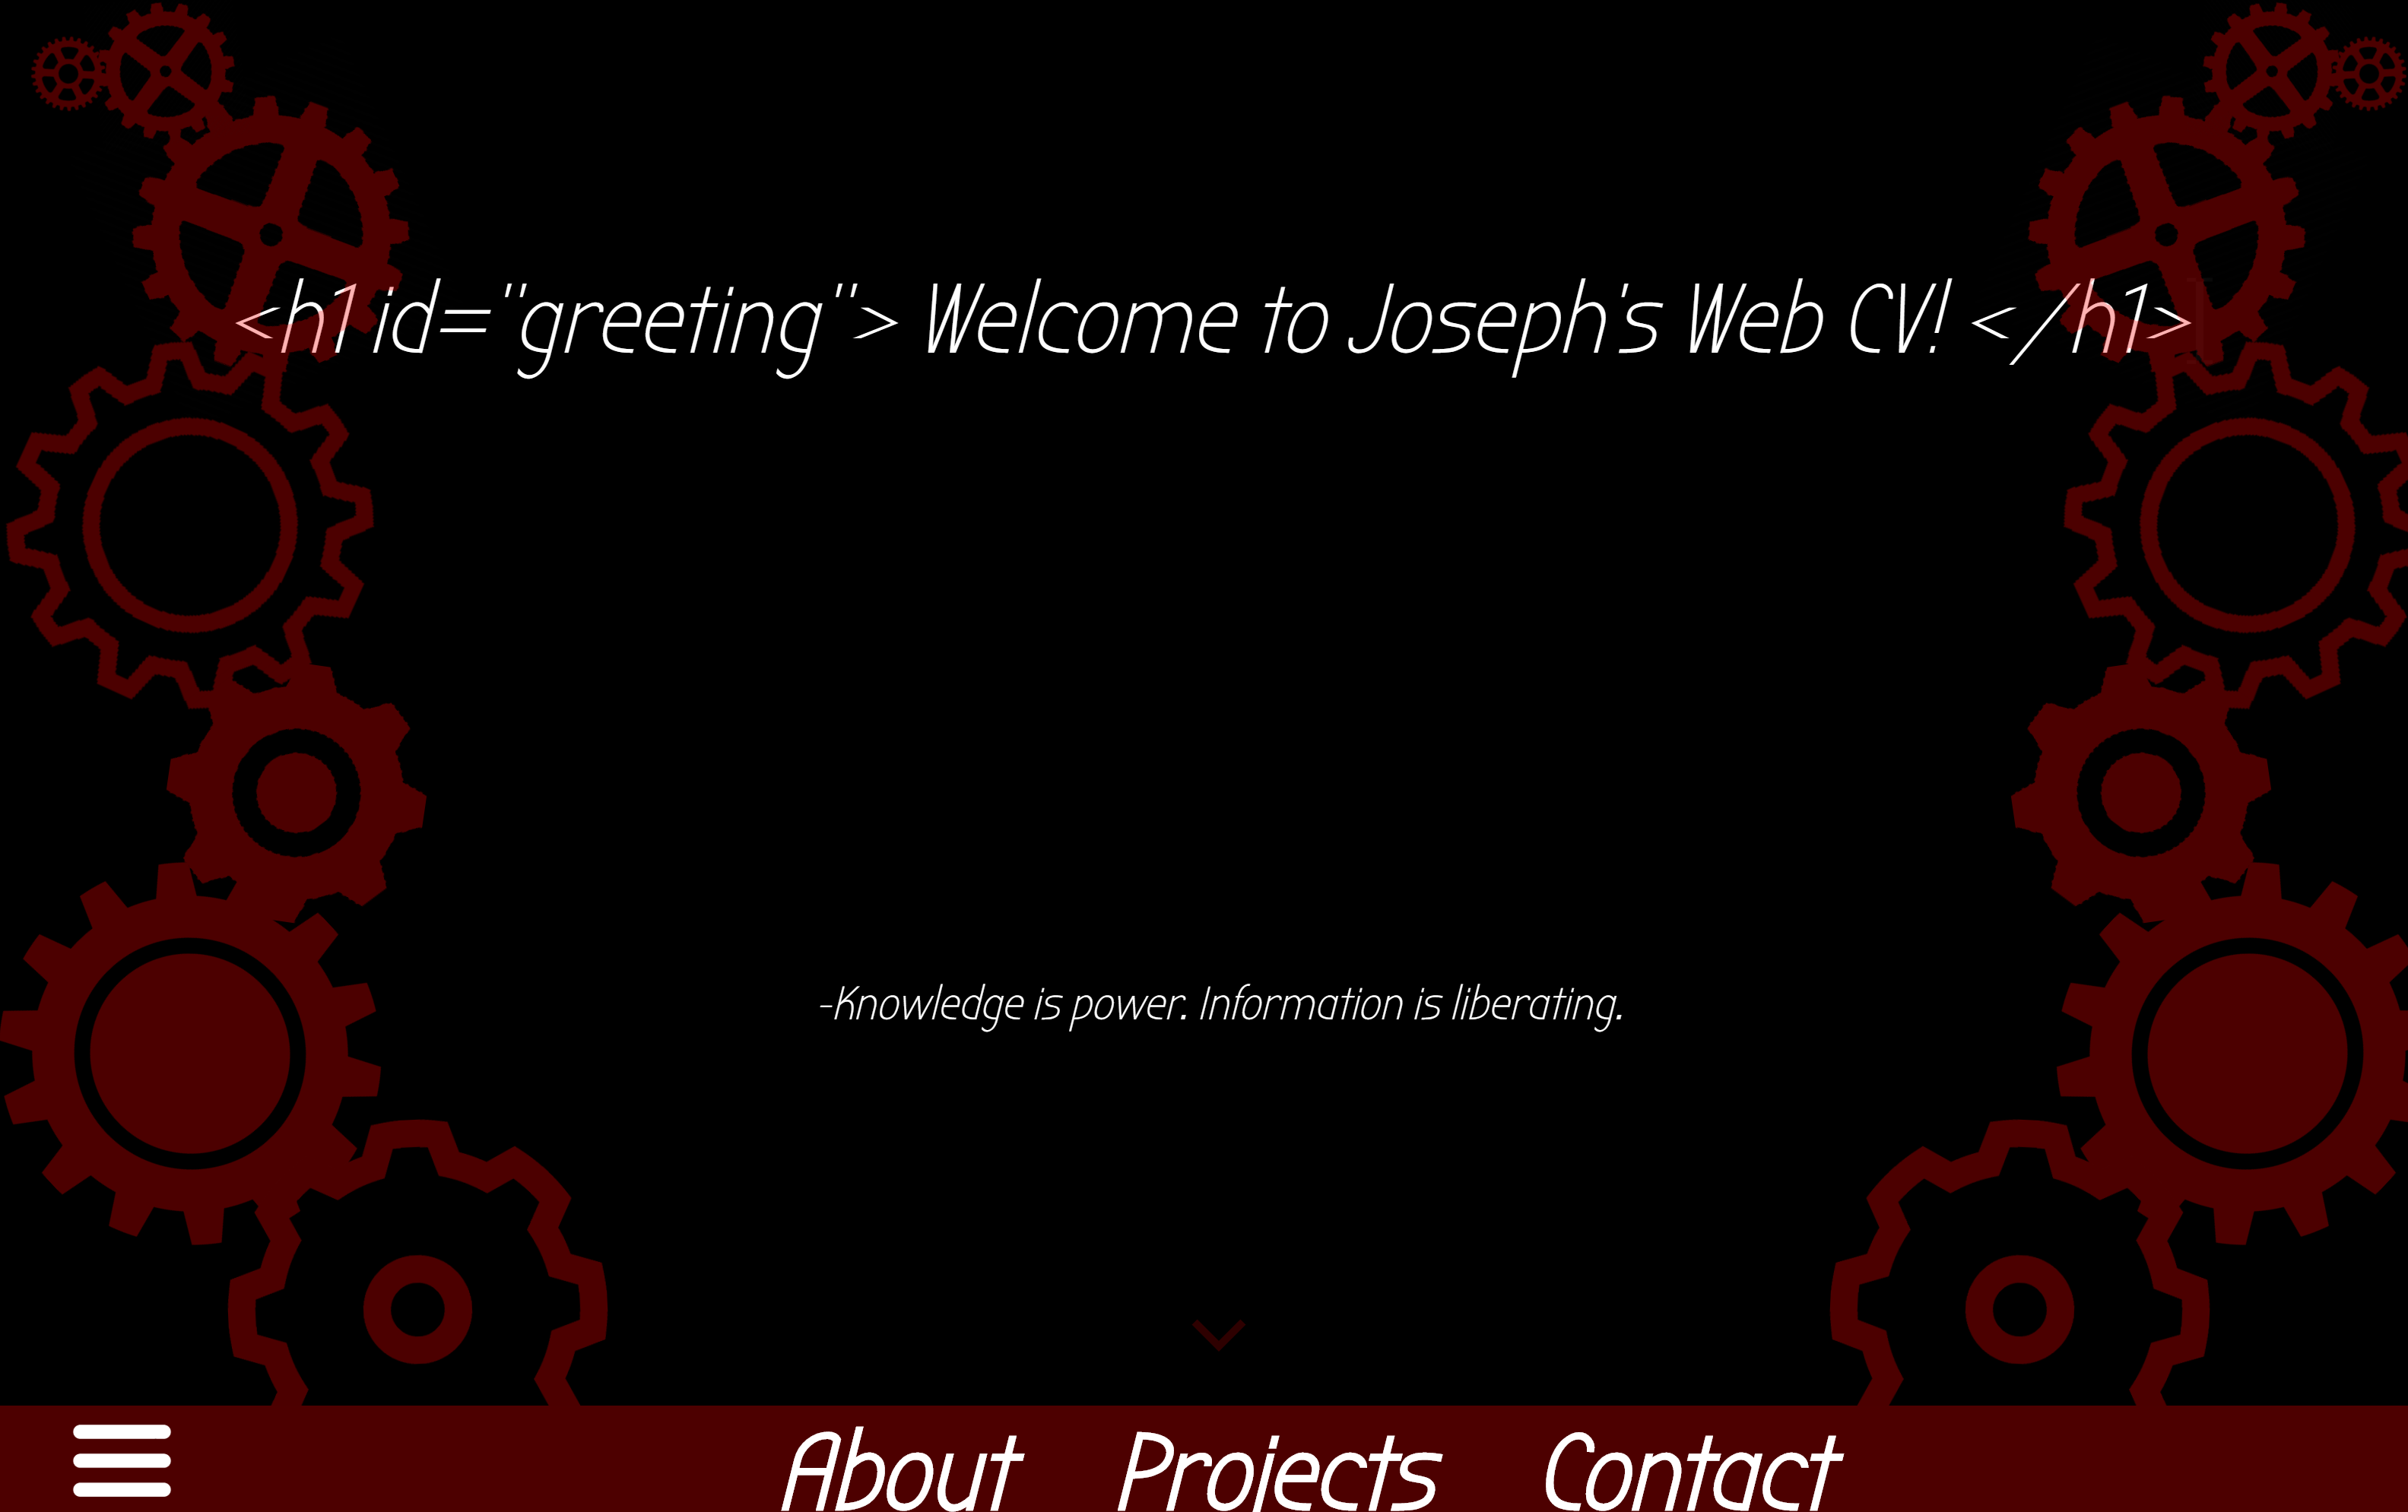 <h1 id="greeting"> Welcome to Joseph's Web CV! </h1>
-Knowledge is power. Information is liberating.
About Projects Contact